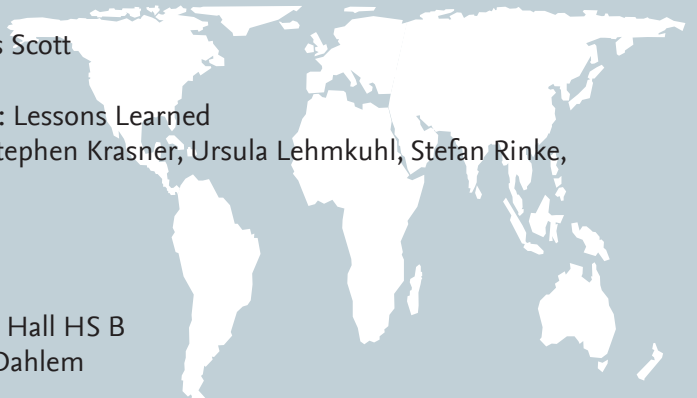 s Scott
: Lessons Learned
tephen Krasner, Ursula Lehmkuhl, Stefan Rinke,
Hall HS B
Dahlem